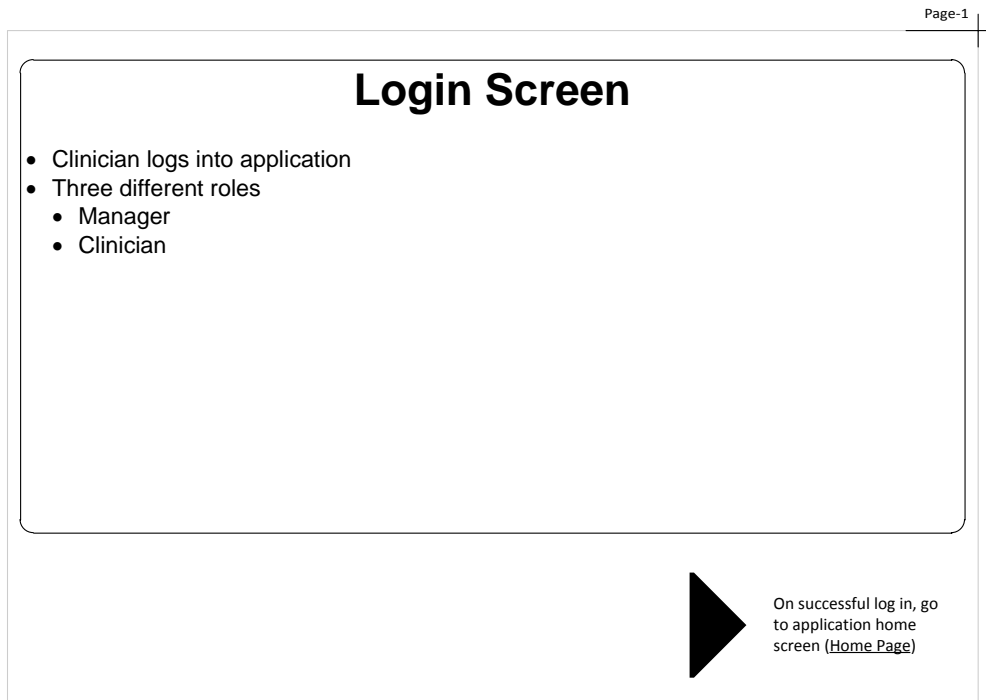 Page-1
Login Screen
• Clinician logs into application
• Three different roles
• Manager
• Clinician
On successful log in, go
to application home
screen (Home Page)